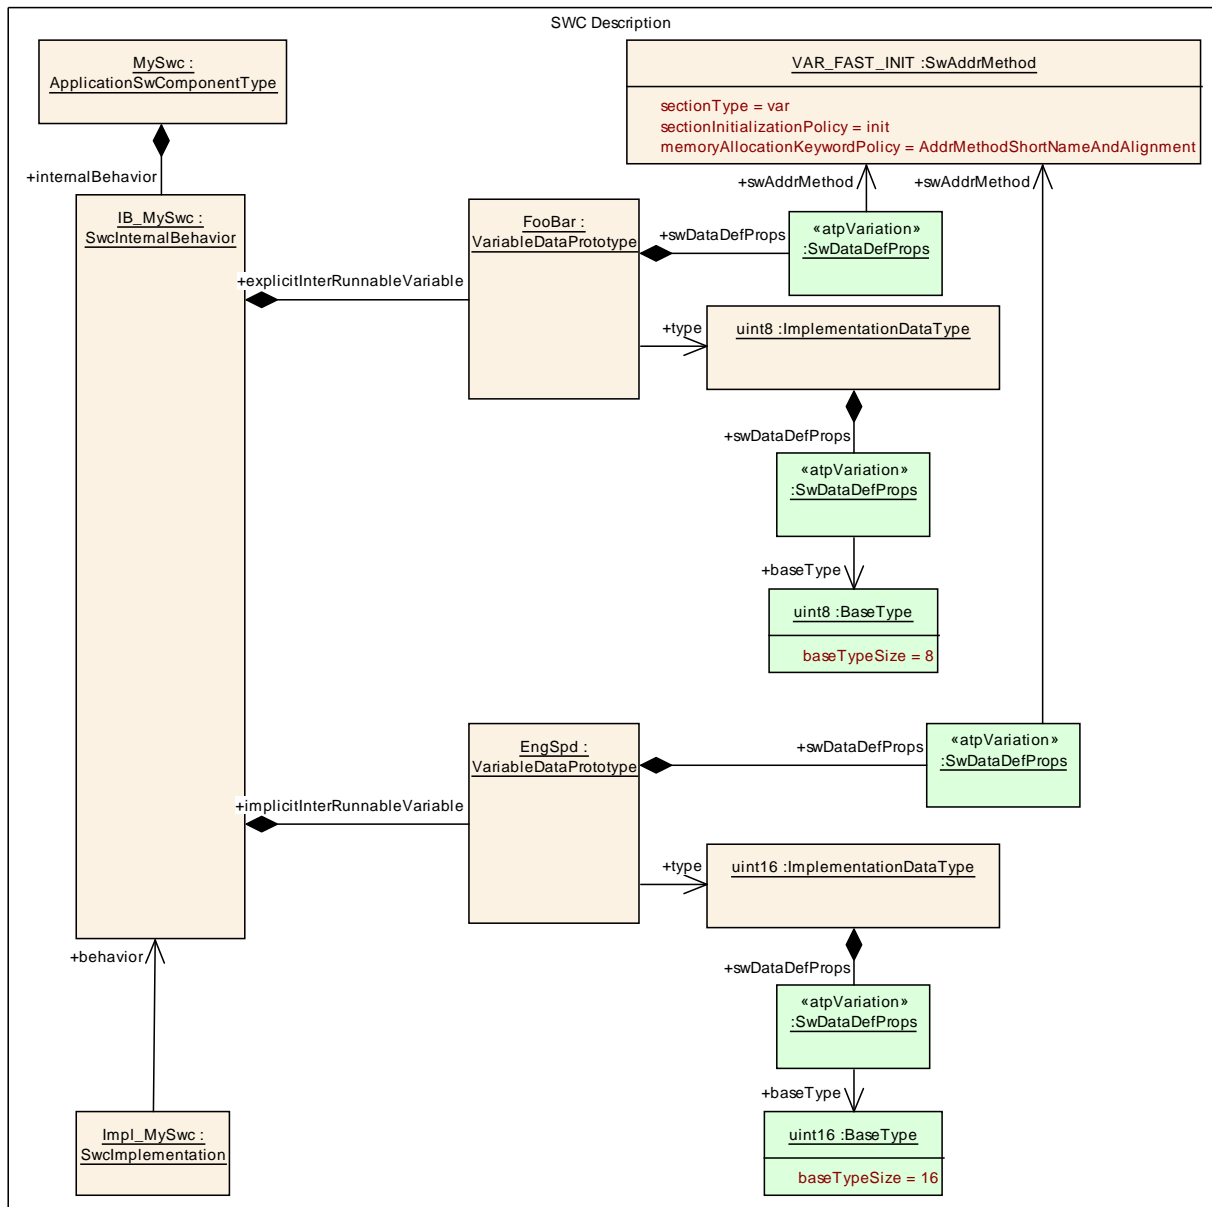 SWC Description
MySwc :
ApplicationSwComponentType
VAR_FAST_INIT :SwAddrMethod
sectionType = var
sectionInitializationPolicy = init
memoryAllocationKeywordPolicy = AddrMethodShortNameAndAlignment
+internalBehavior
+swAddrMethod
+swAddrMethod
IB_MySwc :
SwcInternalBehavior
FooBar :
VariableDataPrototype
+swDataDefProps
«atpVariation»
:SwDataDefProps
+explicitInterRunnableVariable
+type
uint8 :ImplementationDataType
+swDataDefProps
«atpVariation»
:SwDataDefProps
+baseType
uint8 :BaseType
baseTypeSize = 8
EngSpd :
VariableDataPrototype
+swDataDefProps
«atpVariation»
:SwDataDefProps
+implicitInterRunnableVariable
+type
uint16 :ImplementationDataType
+behavior
+swDataDefProps
«atpVariation»
:SwDataDefProps
+baseType
Impl_MySwc :
SwcImplementation
uint16 :BaseType
baseTypeSize = 16